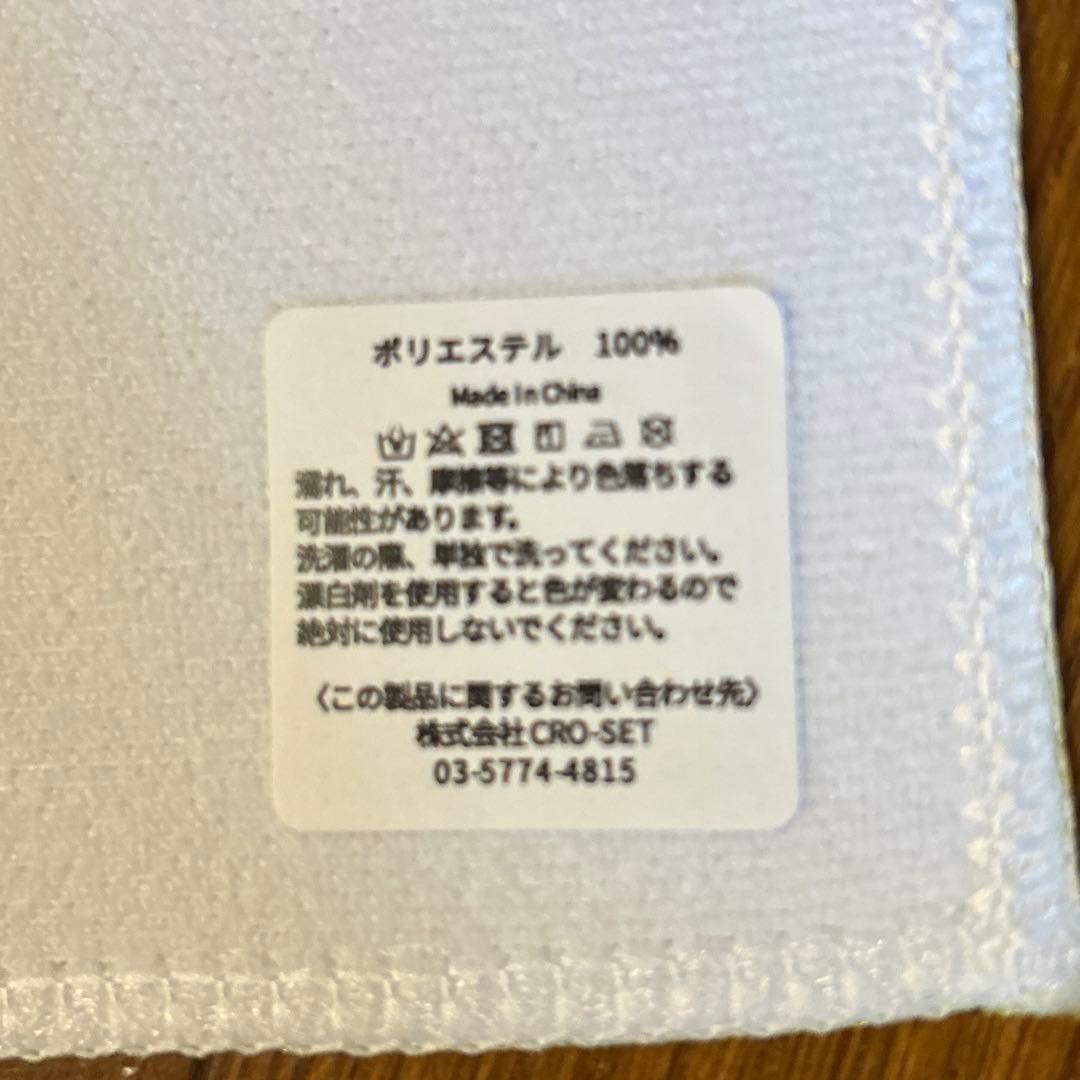 ポリエステル 100%
Made In China
濡れ、汗、摩擦等により色落ちする
可能性があります。
洗濯の際、単独で洗ってください。
漂白剤を使用すると色が変わるので
絶対に使用しないでください。
〈この製品に関するお問い合わせ先〉
株式会社CRO-SET
03-5774-4815